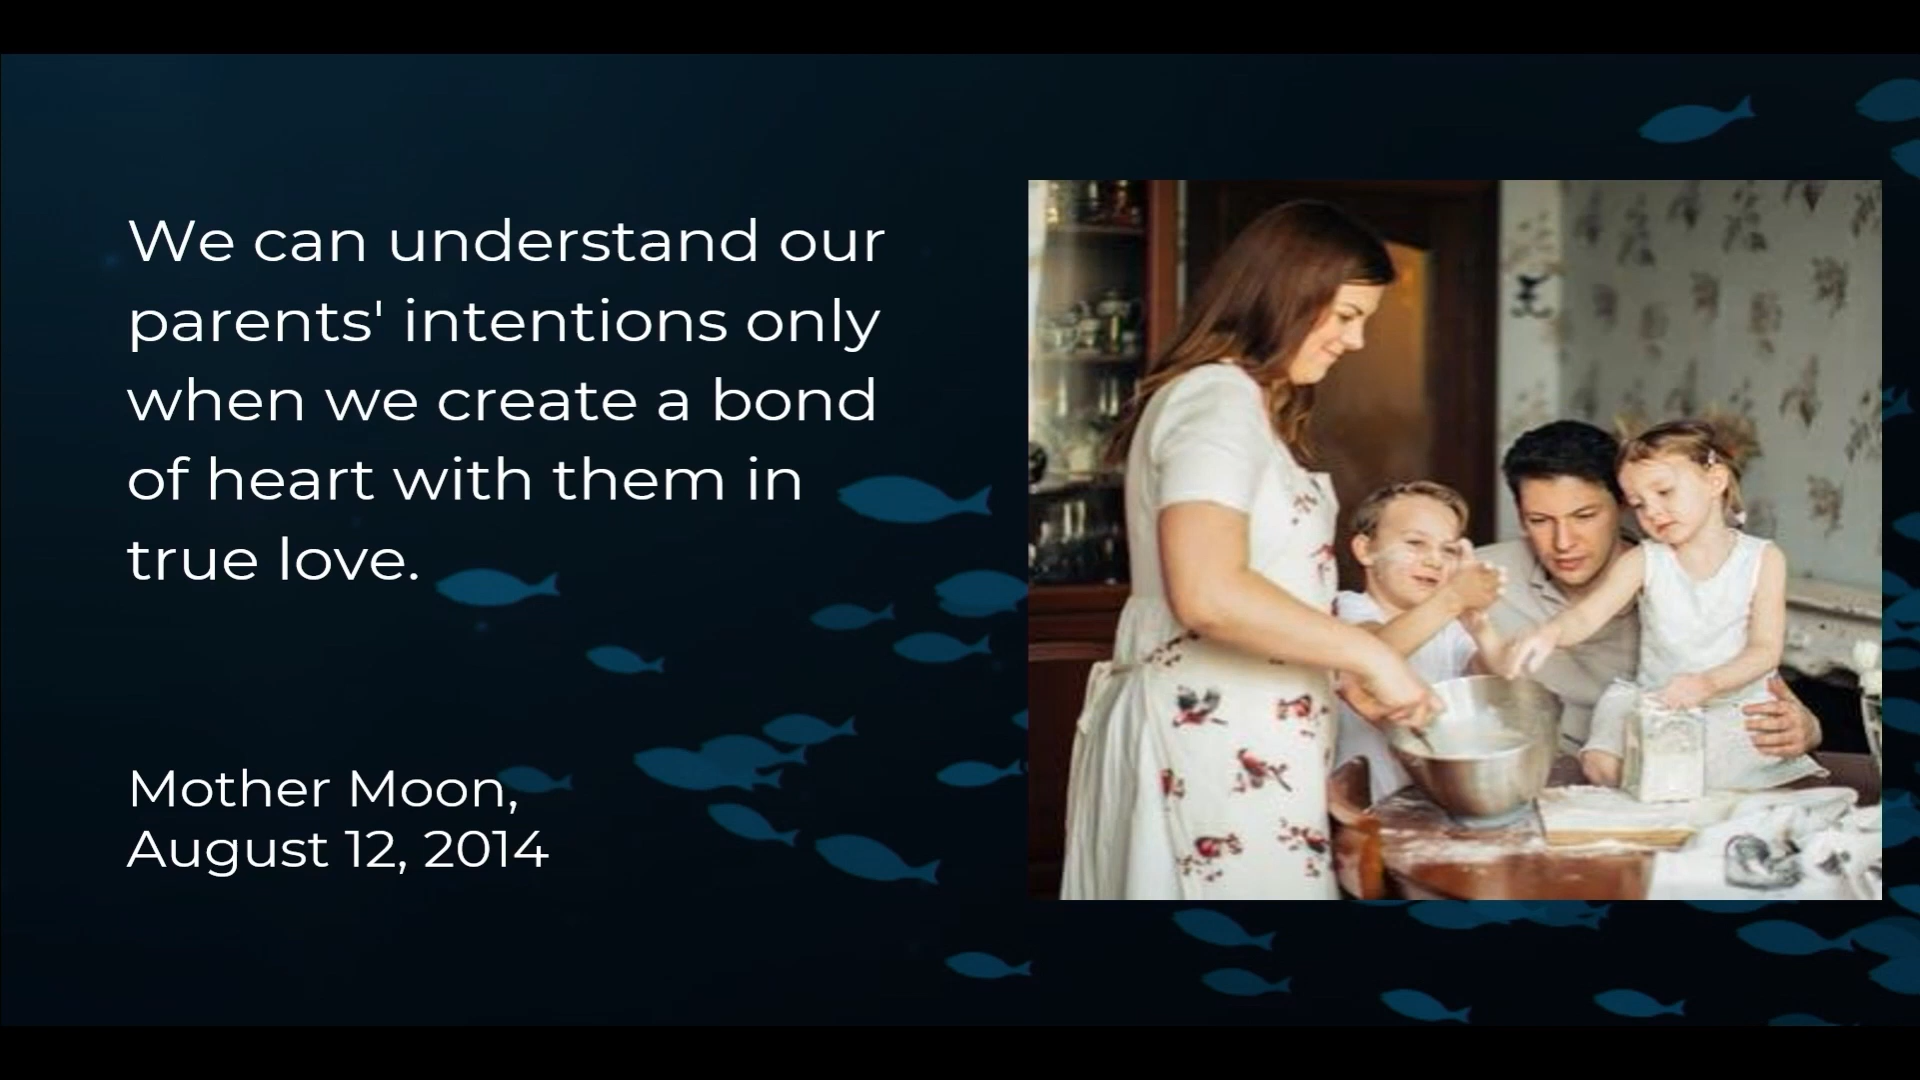 We can understand our
parents' intentions only
when we create a bond
of heart with them in
true love.
Mother Moon,
August 12, 2014